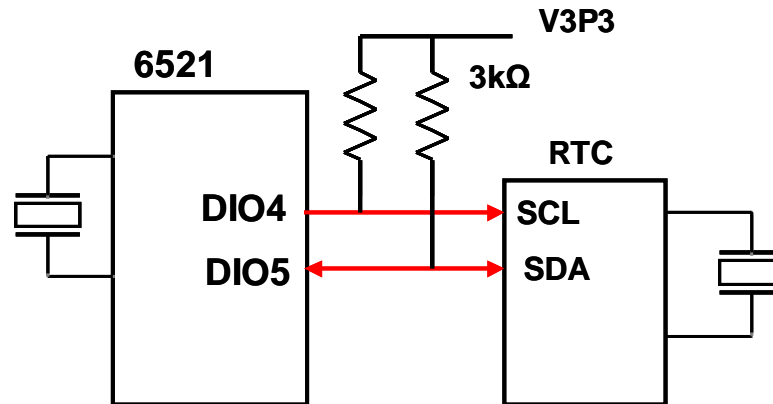 V3P3
6521
3kΩ
RTC
DIO4
SCL
DIO5
SDA